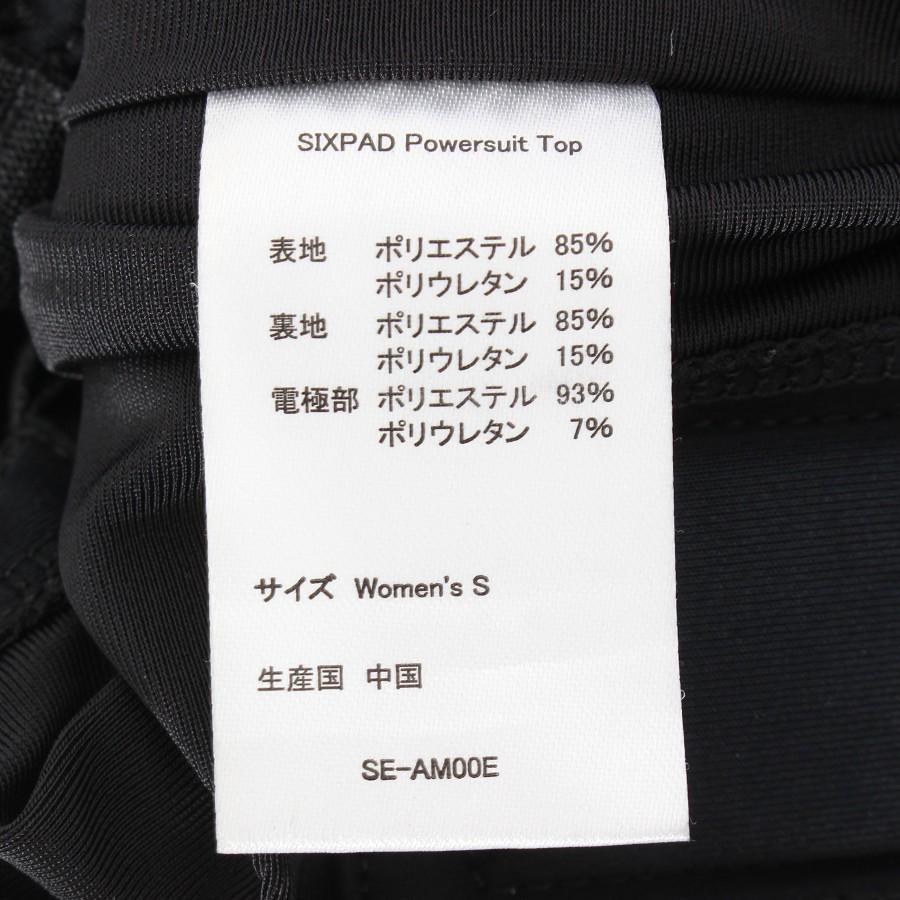 SIXPAD Powersuit Top
表地 ポリエステル 85%
ポリウレタン 15%
裏地 ポリエステル 85%
ポリウレタン 15%
電極部 ポリエステル 93%
ポリウレタン 7%
サイズ Women's S
生産国 中国
SE-AM00E